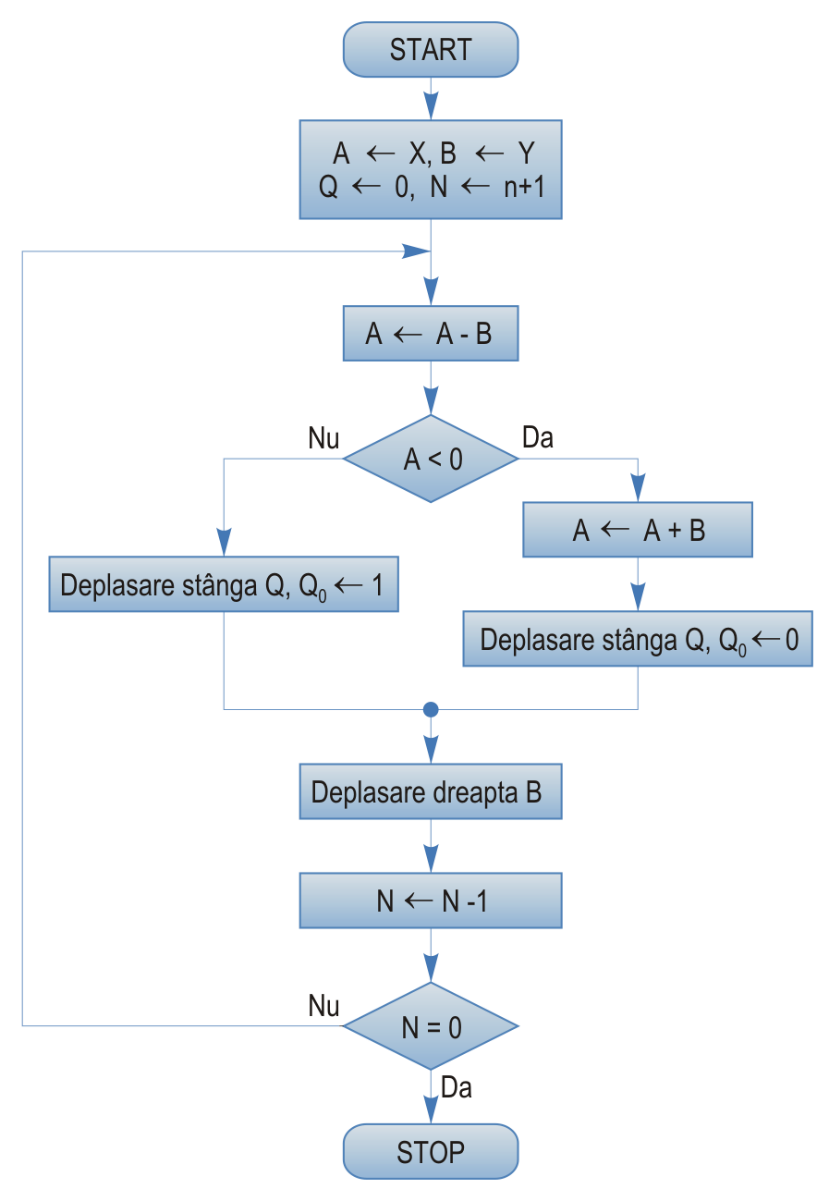 START
A ← X, B ← Y
Q ← 0, N ← n+1
A ← A - B
Nu
A < 0
Da
A ← A + B
Deplasare stânga Q, Q₀ ← 1
Deplasare stânga Q, Q₀ ← 0
Deplasare dreapta B
N ← N -1
Nu
N = 0
Da
STOP